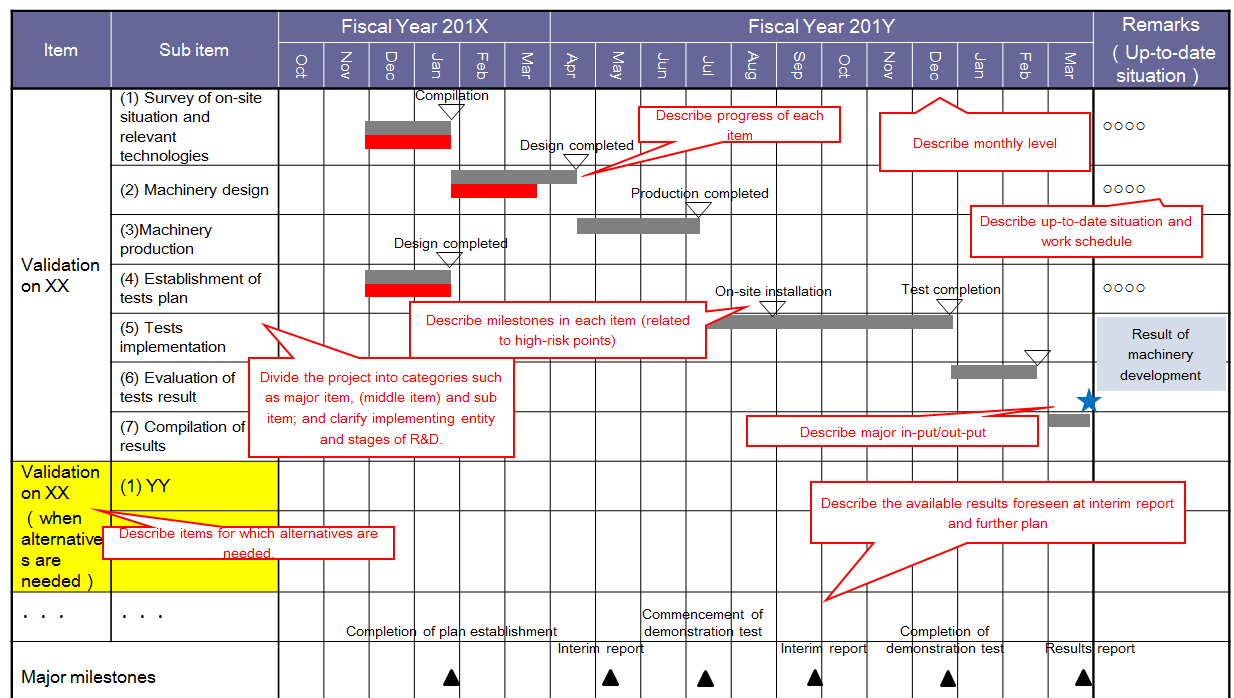 Item
Sub item
Fiscal Year 201X
Fiscal Year 201Y
Remarks
( Up-to-date
situation )
Oct
Nov
Dec
Jan
Feb
Mar
Apr
May
Jun
Jul
Aug
Sep
Oct
Nov
Dec
Jan
Feb
Mar
Validation
on XX
(1) Survey of on-site
situation and
relevant
technologies
Compilation
Describe progress of each
item
Describe monthly level
○○○○
Design completed
(2) Machinery design
○○○○
Production completed
(3)Machinery
production
Describe up-to-date situation and
work schedule
Design completed
(4) Establishment of
tests plan
On-site installation
Test completion
○○○○
Describe milestones in each item (related
to high-risk points)
(5) Tests
implementation
Result of
machinery
development
(6) Evaluation of
tests result
Divide the project into categories such
as major item, (middle item) and sub
item; and clarify implementing entity
and stages of R&D.
(7) Compilation of
results
Describe major in-put/out-put
Validation
on XX
( when
alternative
s are
needed )
(1) YY
Describe items for which alternatives are
needed.
Describe the available results foreseen at interim report
and further plan
・・・
・・・
Completion of plan establishment
Commencement of
demonstration test
Completion of
demonstration test
Interim report
Interim report
Results report
Major milestones